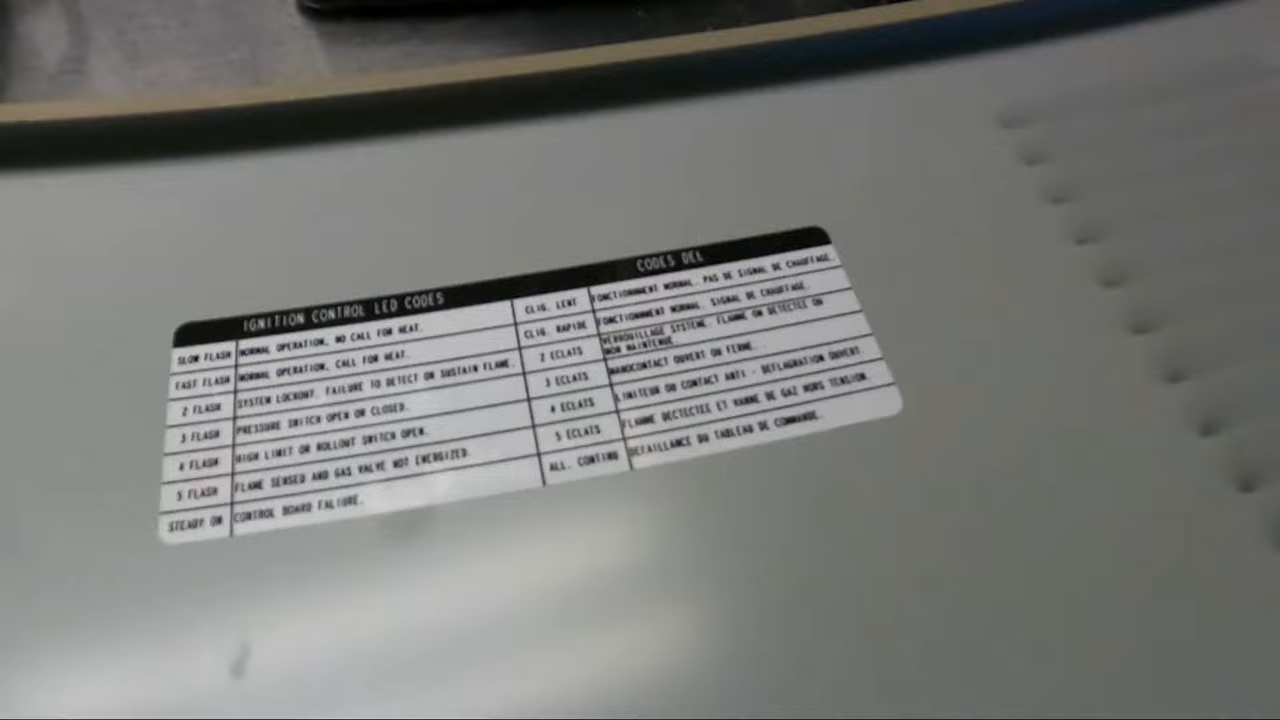 IGNITION CONTROL LED CODES
CODES DEL
SLOW FLASH NORMAL OPERATION, NO CALL FOR HEAT.
FAST FLASH NORMAL OPERATION, CALL FOR HEAT.
2 FLASH SYSTEM LOCKOUT, FAILURE TO DETECT OR SUSTAIN FLAME.
3 FLASH PRESSURE SWITCH OPEN OR CLOSED.
4 FLASH HIGH LIMIT OR ROLLOUT SWITCH OPEN.
5 FLASH FLAME SENSED AND GAS VALVE NOT ENERGIZED.
STEADY ON CONTROL BOARD FALIURE.
CLIG. LENT FONCTIONNMENT NORMAL. PAS DE SIGNAL DE CHAUFFAGE.
CLIG. RAPIDE FONCTIONNMENT NORMAL. SIGNAL DE CHAUFFAGE.
2 ECLATS VERROUILLAGE SYSTEME. FLAMME ON DETECTEE OU
NON MAINTENUE.
3 ECLATS MANOCONTACT OUVERT OU FERME.
4 ECLATS LIMITEUR OU CONTACT ANTI - DEFLAGRATION OUVERT.
5 ECLATS FLAMME DECTECTEE ET VANNE DE GAZ HORS TENSION.
ALL. CONTINU DEFAILLANCE DU TABLEAU DE COMMANDE.